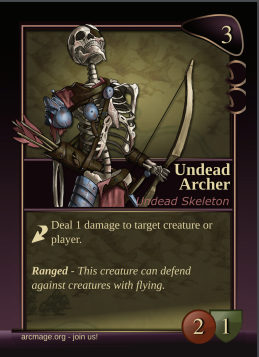 3
Undead
Archer
Undead Skeleton
Deal 1 damage to target creature or
player.
Ranged - This creature can defend
against creatures with flying.
2 1
arcmage.org - join us!